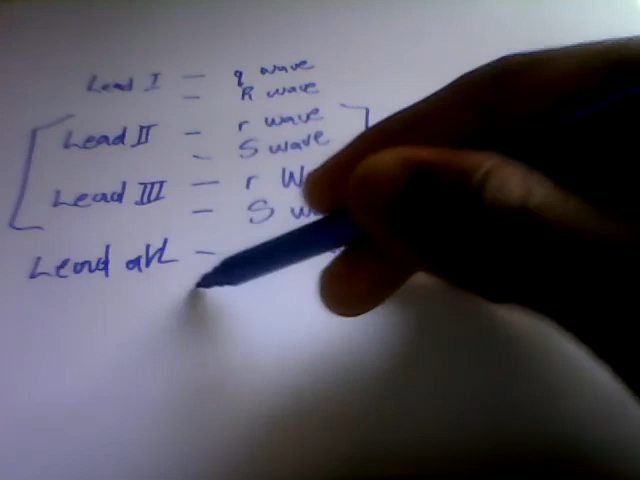 Lead I - q wave
- R wave
Lead II - r wave
- S wave
Lead III - r
- S
Lead aVL -